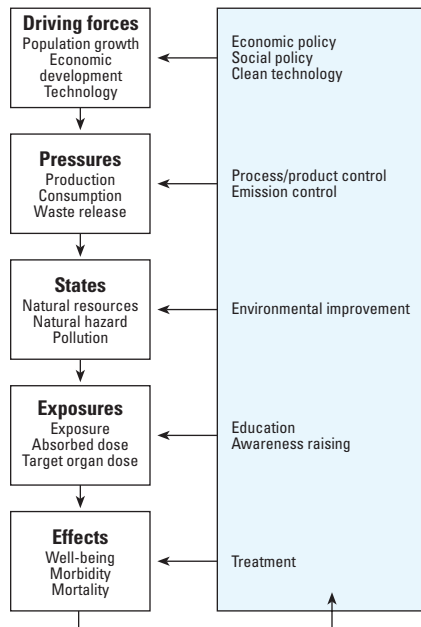 Driving forces
Population growth
Economic
development
Technology
Economic policy
Social policy
Clean technology
Pressures
Production
Consumption
Waste release
Process/product control
Emission control
States
Natural resources
Natural hazard
Pollution
Environmental improvement
Exposures
Exposure
Absorbed dose
Target organ dose
Education
Awareness raising
Effects
Well-being
Morbidity
Mortality
Treatment